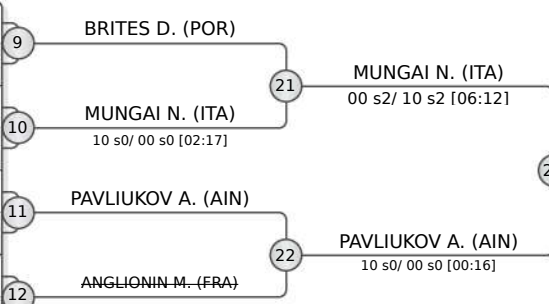 BRITES D. (POR)
9
21
MUNGAI N. (ITA)
00 s2/ 10 s2 [06:12]
MUNGAI N. (ITA)
10
10 s0/ 00 s0 [02:17]
PAVLIUKOV A. (AIN)
11
22
PAVLIUKOV A. (AIN)
10 s0/ 00 s0 [00:16]
ANGLIONIN M. (FRA)
12